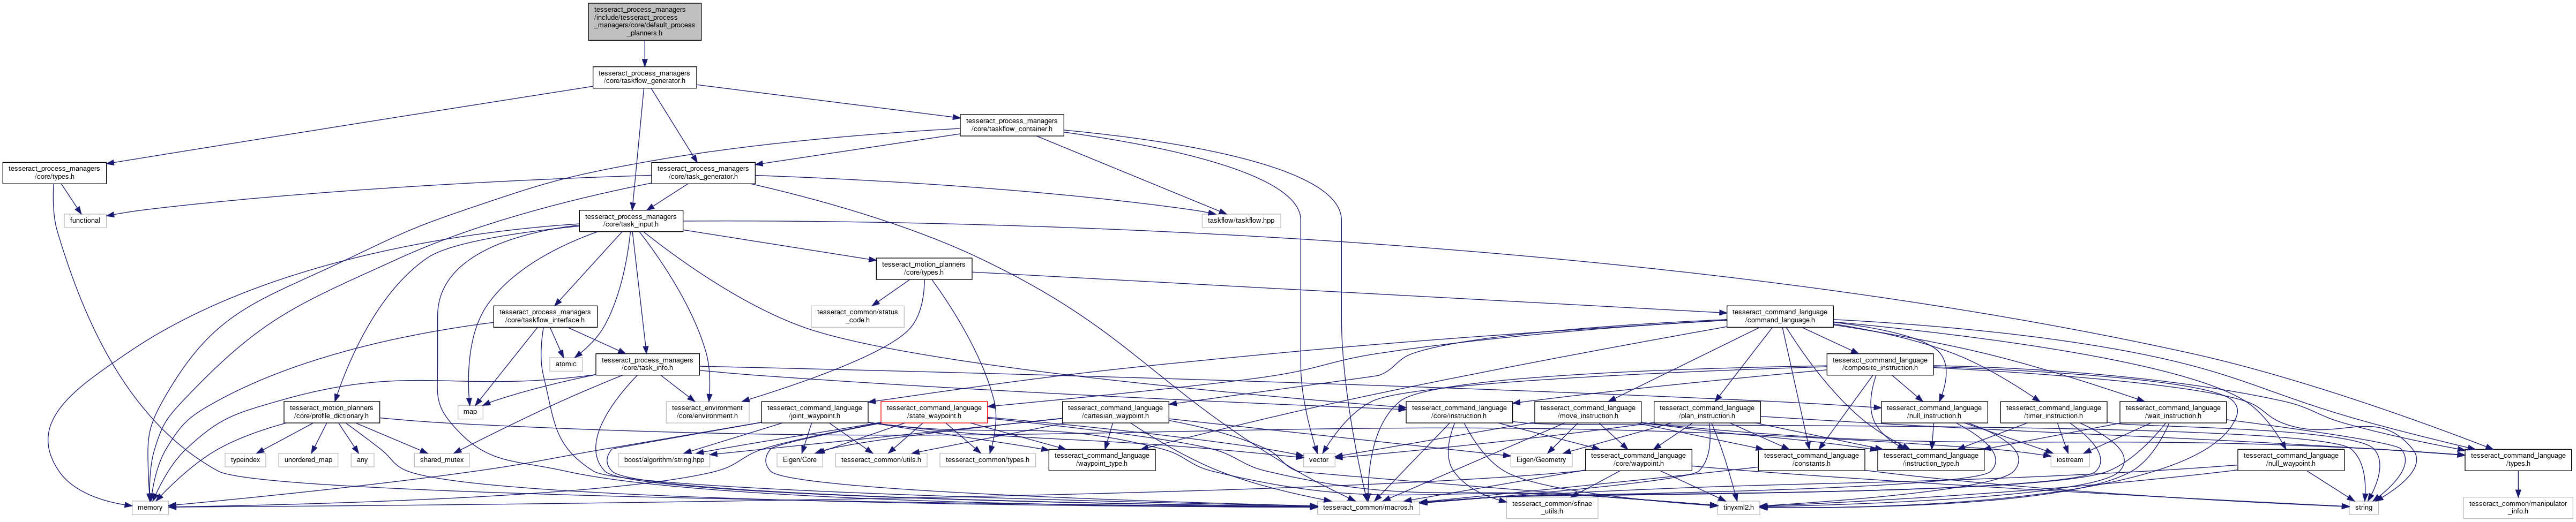 tesseract_process_managers
/include/tesseract_process
_managers/core/default_process
_planners.h
tesseract_process_managers
/core/taskflow_generator.h
tesseract_process_managers
/core/taskflow_container.h
tesseract_process_managers
/core/types.h
tesseract_process_managers
/core/task_generator.h
functional
tesseract_process_managers
/core/task_input.h
taskflow/taskflow.hpp
tesseract_motion_planners
/core/types.h
tesseract_process_managers
/core/taskflow_interface.h
tesseract_common/status
_code.h
tesseract_command_language
/command_language.h
atomic
tesseract_process_managers
/core/task_info.h
tesseract_command_language
/composite_instruction.h
tesseract_motion_planners
/core/profile_dictionary.h
map
tesseract_environment
/core/environment.h
tesseract_command_language
/joint_waypoint.h
tesseract_command_language
/state_waypoint.h
tesseract_command_language
/cartesian_waypoint.h
tesseract_command_language
/core/instruction.h
tesseract_command_language
/move_instruction.h
tesseract_command_language
/plan_instruction.h
tesseract_command_language
/null_instruction.h
tesseract_command_language
/timer_instruction.h
tesseract_command_language
/wait_instruction.h
typeindex
unordered_map
any
shared_mutex
boost/algorithm/string.hpp
Eigen/Core
tesseract_common/utils.h
tesseract_common/types.h
tesseract_command_language
/waypoint_type.h
vector
Eigen/Geometry
tesseract_command_language
/core/waypoint.h
tesseract_command_language
/constants.h
tesseract_command_language
/instruction_type.h
iostream
tesseract_command_language
/null_waypoint.h
tesseract_command_language
/types.h
memory
tesseract_common/macros.h
tesseract_common/sfinae
_utils.h
tinyxml2.h
string
tesseract_common/manipulator
_info.h